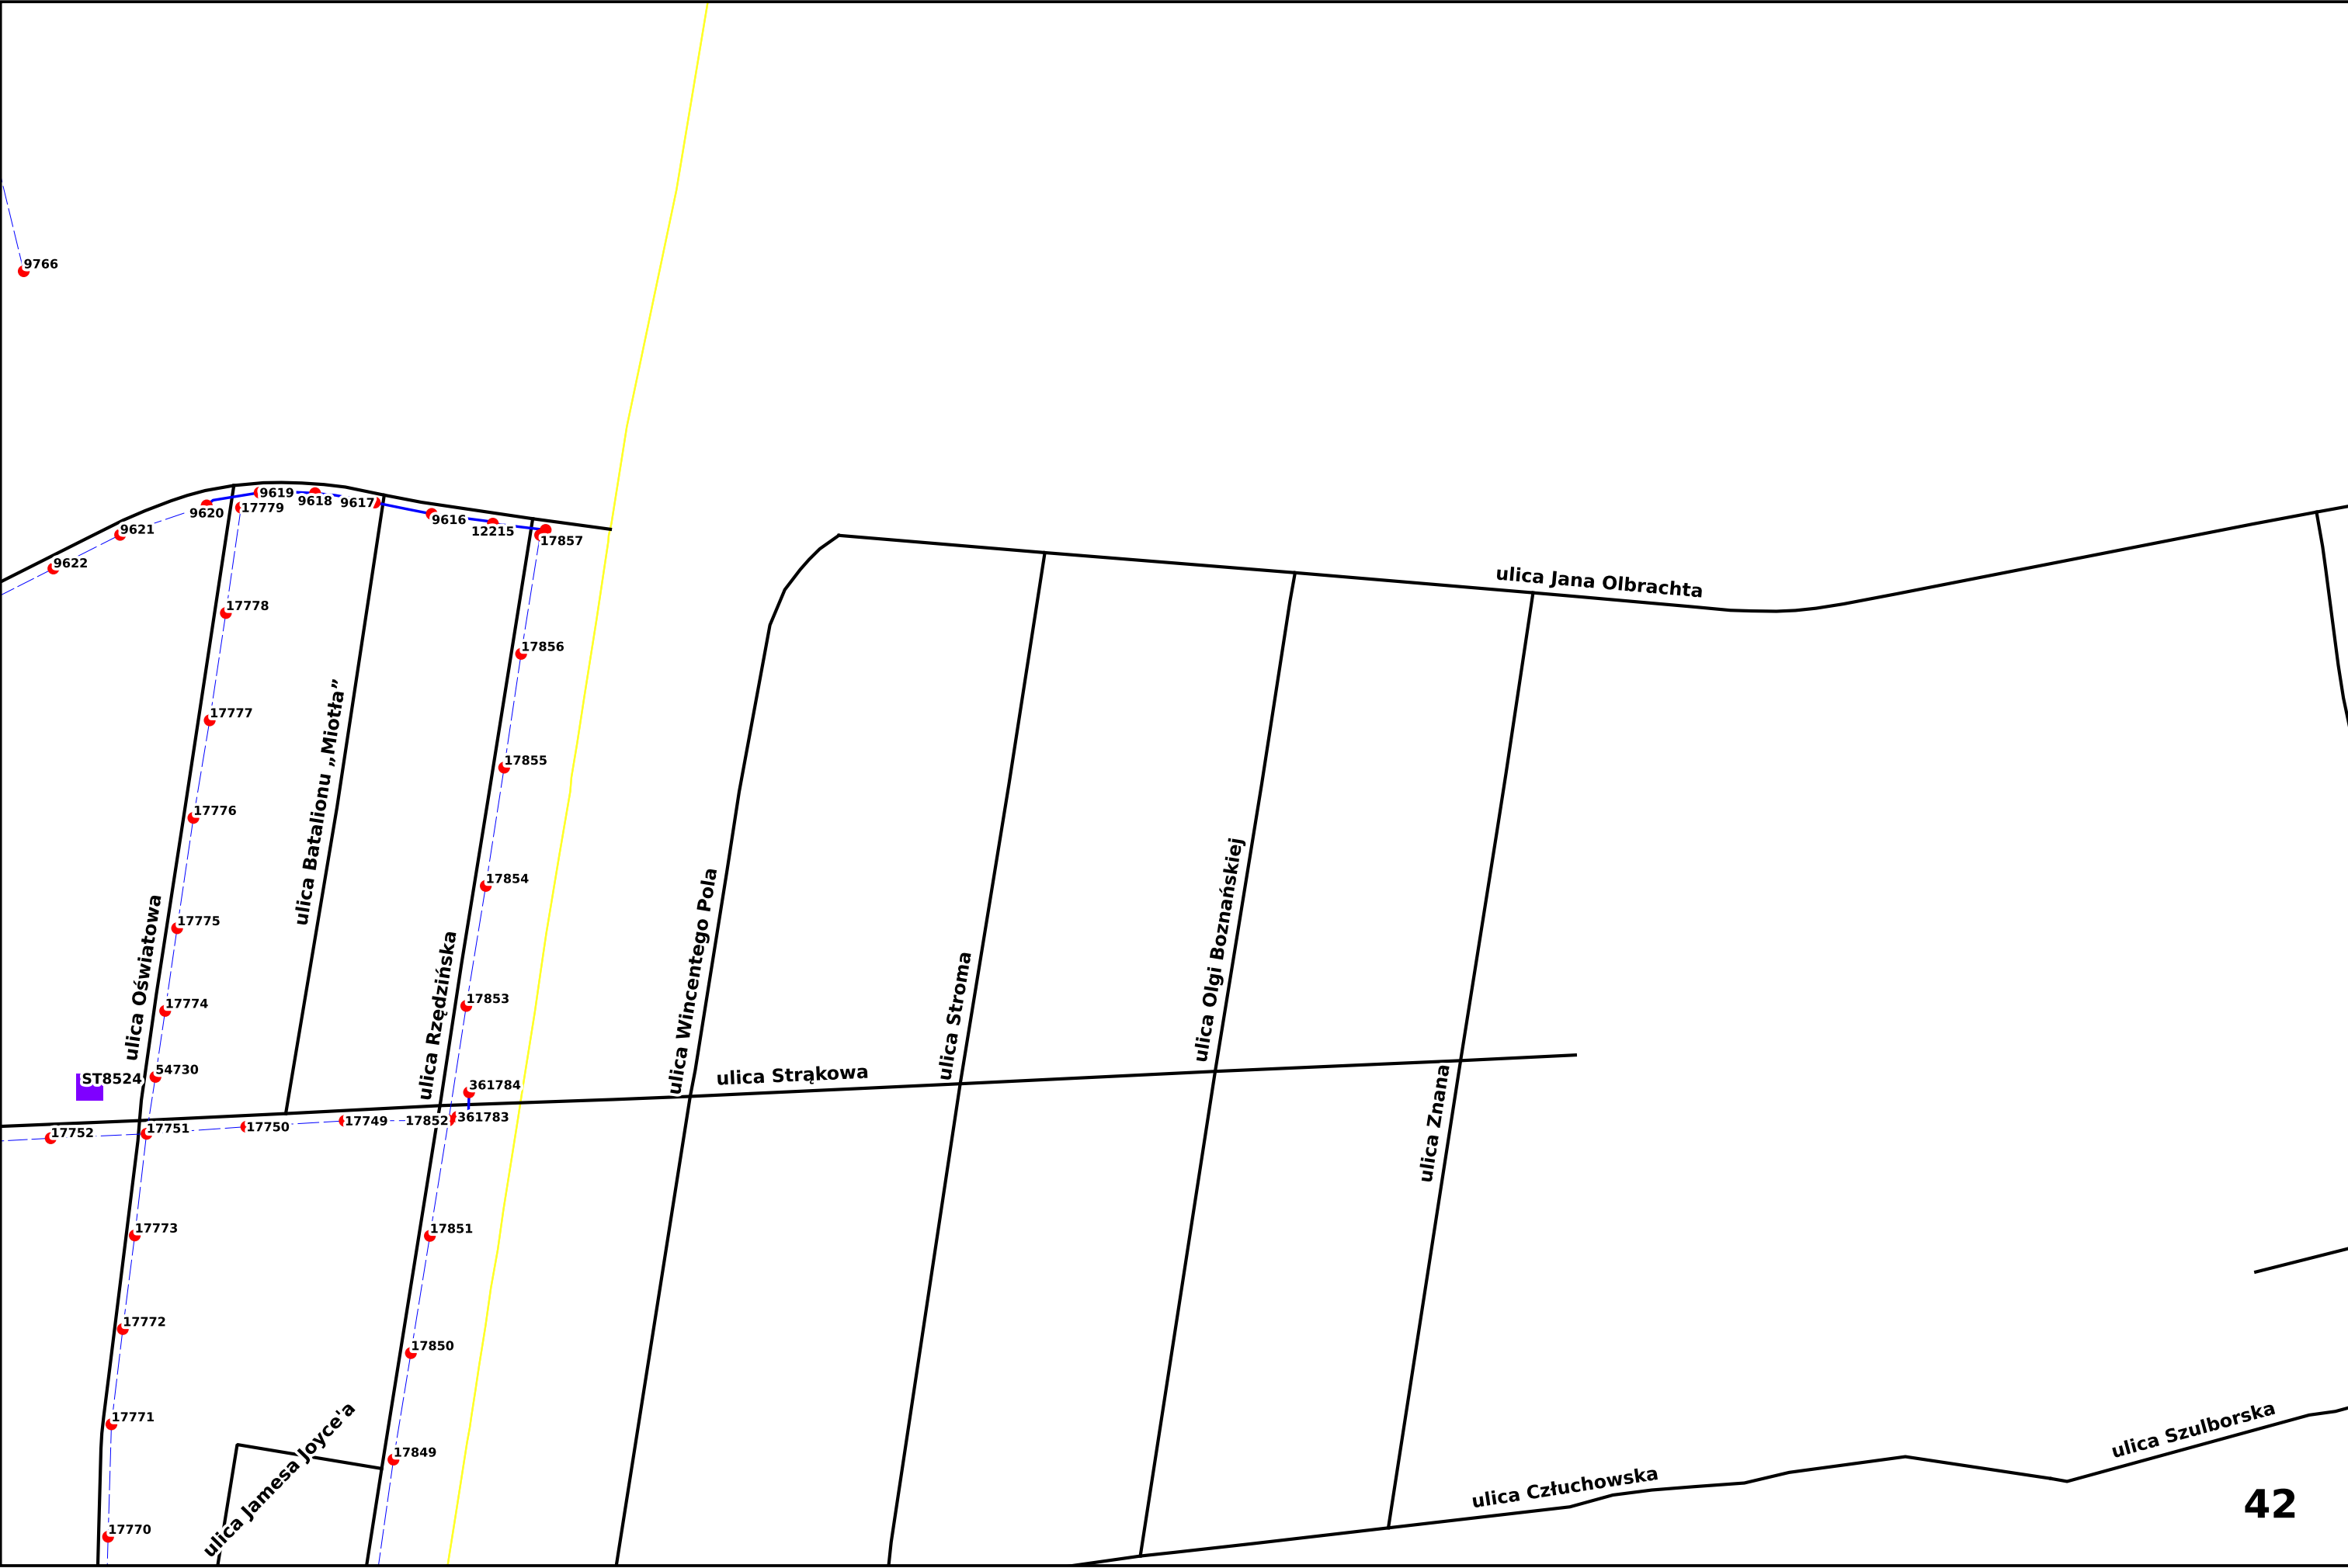 9766
9619
9618
9617
9620
17779
9616
12215
9621
17857
9622
ulica Jana Olbrachta
17778
17856
17777
17855
17776
ulica Batalionu „Miotła”
17854
17775
ulica Oświatowa
ulica Rzędzińska
ulica Wincentego Pola
ulica Stroma
ulica Olgi Boznańskiej
17853
17774
54730
ST8524
361784
ulica Strąkowa
17752
17751
17750
17749
17852
361783
ulica Znana
17773
17851
17772
17850
17771
ulica Jamesa Joyce'a
17849
ulica Szulborska
ulica Człuchowska
17770
42